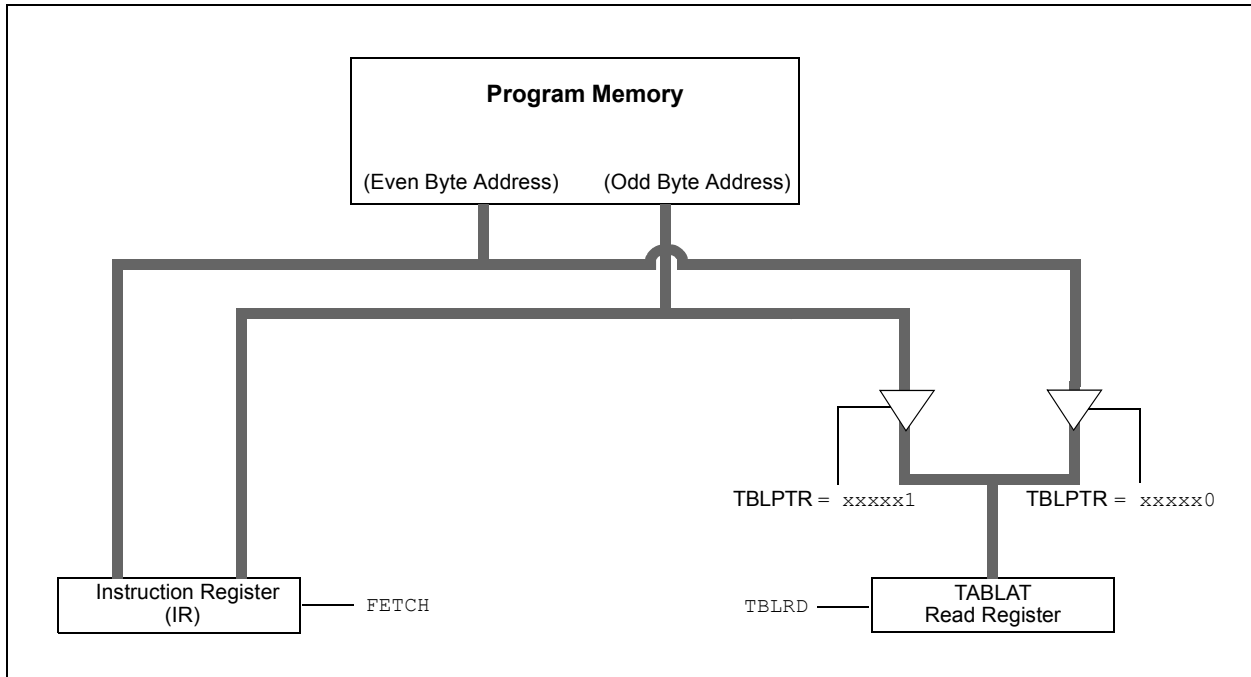 Program Memory
(Even Byte Address)
(Odd Byte Address)
TBLPTR = xxxxx1
TBLPTR = xxxxx0
Instruction Register
(IR)
FETCH
TBLRD
TABLAT
Read Register